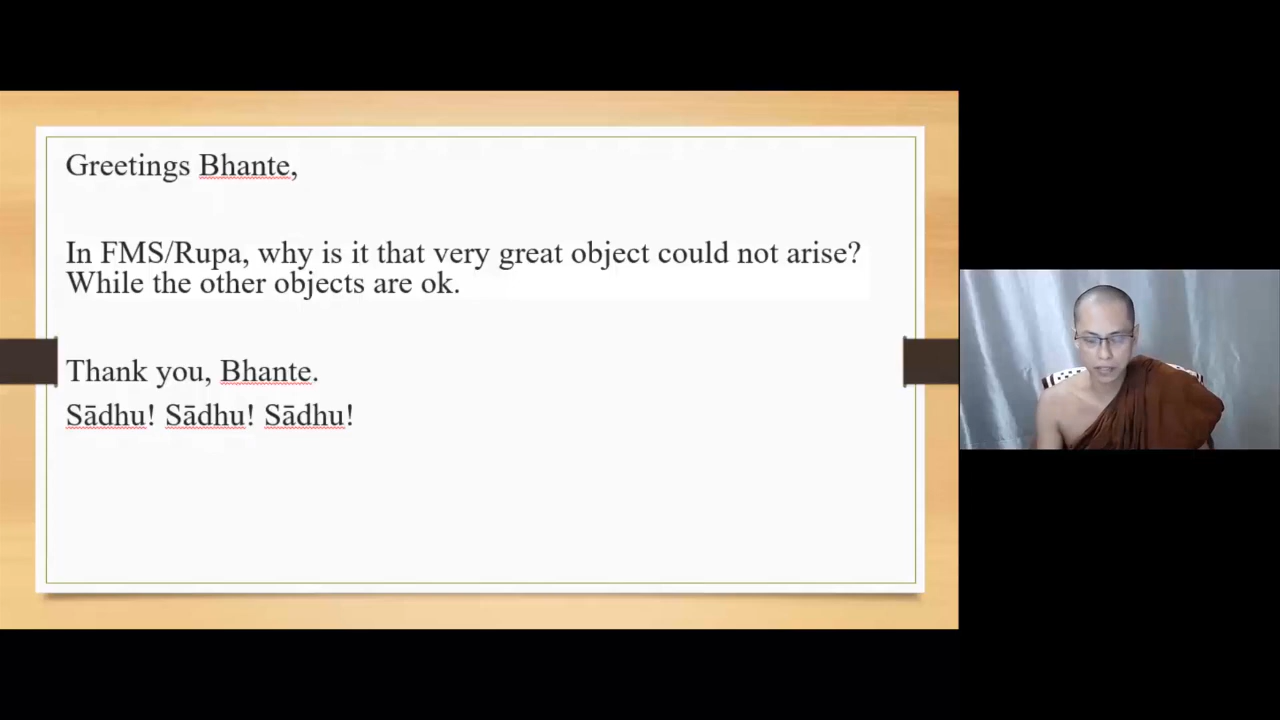 Greetings Bhante,
In FMS/Rupa, why is it that very great object could not arise?
While the other objects are ok.
Thank you, Bhante.
Sādhu! Sādhu! Sādhu!